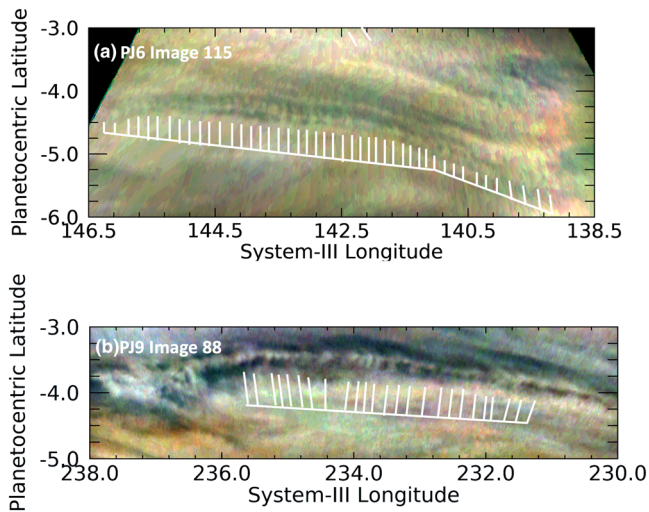 -3.0
(a) PJ6 Image 115
Planetocentric Latitude
-4.0
-5.0
-6.0
146.5 144.5 142.5 140.5 138.5
System-III Longitude
-3.0
(b)PJ9 Image 88
Planetocentric Latitude
-4.0
-5.0
238.0 236.0 234.0 232.0 230.0
System-III Longitude